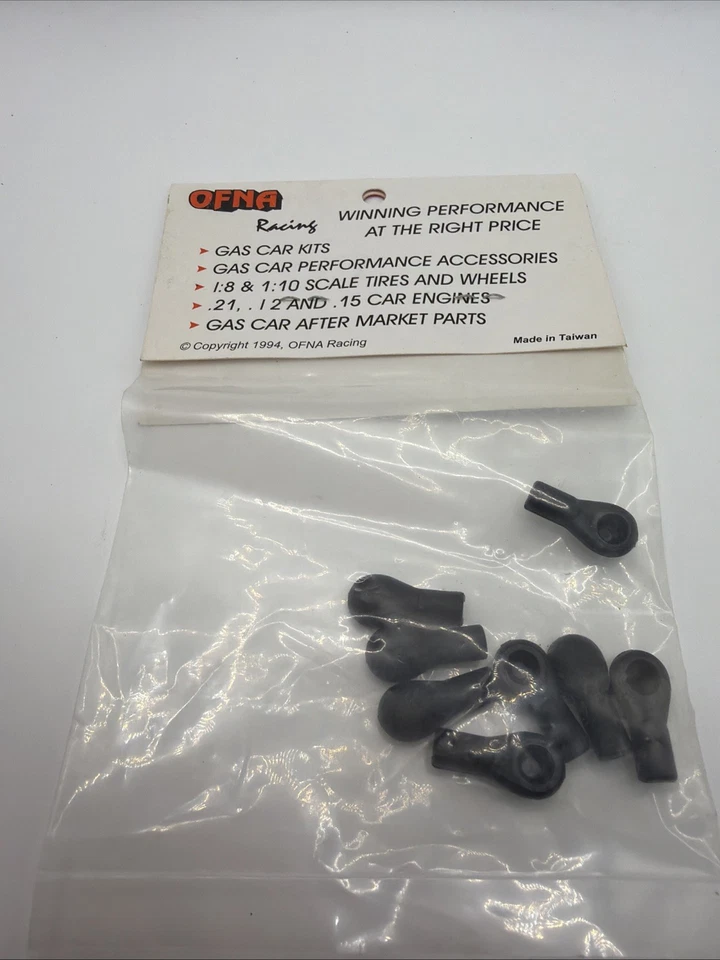 OFNA
Racing
WINNING PERFORMANCE
AT THE RIGHT PRICE
GAS CAR KITS
GAS CAR PERFORMANCE ACCESSORIES
1:8 & 1:10 SCALE TIRES AND WHEELS
.21, .12 AND .15 CAR ENGINES
GAS CAR AFTER MARKET PARTS
© Copyright 1994, OFNA Racing
Made in Taiwan